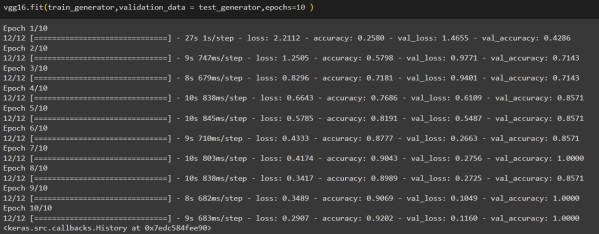 vgg16.fit(train_generator,validation_data = test_generator,epochs=10 )
Epoch 1/10
12/12 [==============================] - 27s 1s/step - loss: 2.2112 - accuracy: 0.2580 - val_loss: 1.4655 - val_accuracy: 0.4286
Epoch 2/10
12/12 [==============================] - 9s 747ms/step - loss: 1.2505 - accuracy: 0.5798 - val_loss: 0.9771 - val_accuracy: 0.7143
Epoch 3/10
12/12 [==============================] - 8s 679ms/step - loss: 0.8296 - accuracy: 0.7181 - val_loss: 0.9401 - val_accuracy: 0.7143
Epoch 4/10
12/12 [==============================] - 10s 838ms/step - loss: 0.6643 - accuracy: 0.7686 - val_loss: 0.6109 - val_accuracy: 0.8571
Epoch 5/10
12/12 [==============================] - 10s 845ms/step - loss: 0.5785 - accuracy: 0.8191 - val_loss: 0.5487 - val_accuracy: 0.8571
Epoch 6/10
12/12 [==============================] - 9s 710ms/step - loss: 0.4333 - accuracy: 0.8777 - val_loss: 0.2663 - val_accuracy: 0.8571
Epoch 7/10
12/12 [==============================] - 10s 803ms/step - loss: 0.4174 - accuracy: 0.9043 - val_loss: 0.2756 - val_accuracy: 1.0000
Epoch 8/10
12/12 [==============================] - 10s 838ms/step - loss: 0.3417 - accuracy: 0.8989 - val_loss: 0.2725 - val_accuracy: 0.8571
Epoch 9/10
12/12 [==============================] - 8s 682ms/step - loss: 0.3489 - accuracy: 0.9069 - val_loss: 0.1049 - val_accuracy: 1.0000
Epoch 10/10
12/12 [==============================] - 9s 683ms/step - loss: 0.2907 - accuracy: 0.9202 - val_loss: 0.1160 - val_accuracy: 1.0000
<keras.src.callbacks.History at 0x7edc584fee90>